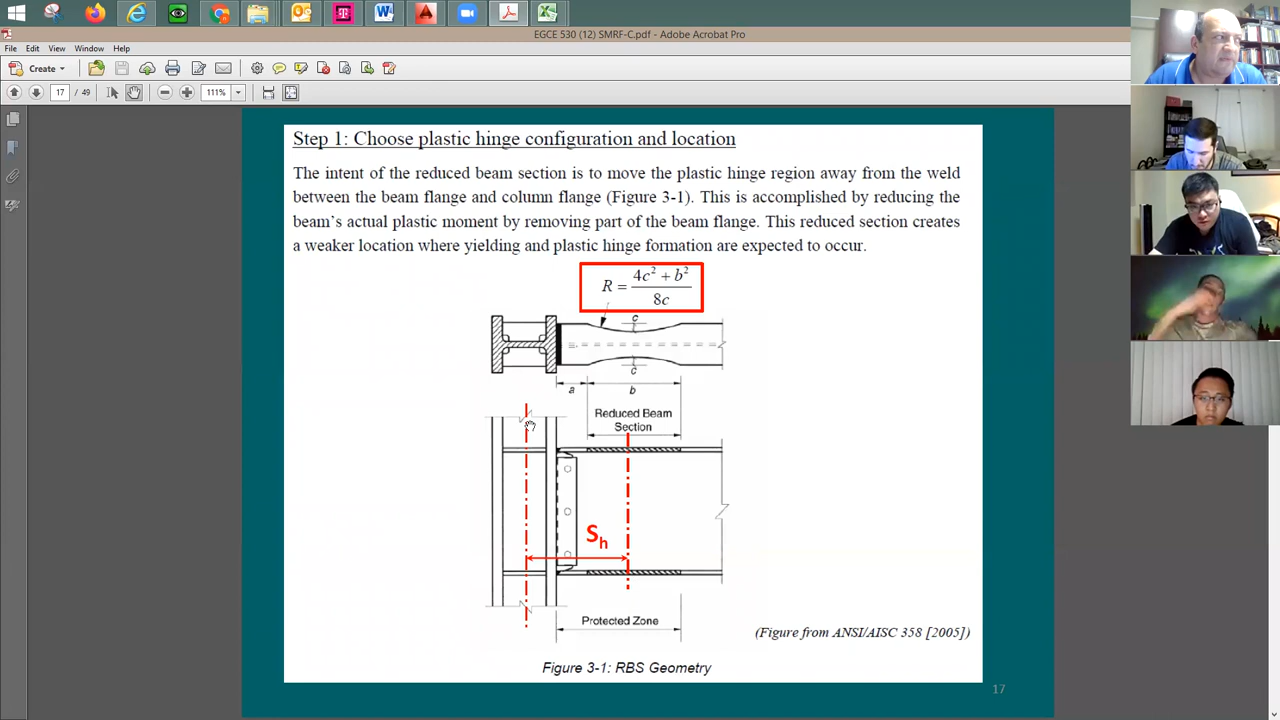 EGCE 530 (12) SMRF-C.pdf - Adobe Acrobat Pro
File Edit View Window Help
Create
17 / 49 111%
Step 1: Choose plastic hinge configuration and location
The intent of the reduced beam section is to move the plastic hinge region away from the weld
between the beam flange and column flange (Figure 3-1). This is accomplished by reducing the
beam's actual plastic moment by removing part of the beam flange. This reduced section creates
a weaker location where yielding and plastic hinge formation are expected to occur.
R = (4c² + b²) / 8c
c
c
a b
Reduced Beam
Section
Sh
Protected Zone
(Figure from ANSI/AISC 358 [2005])
Figure 3-1: RBS Geometry
17